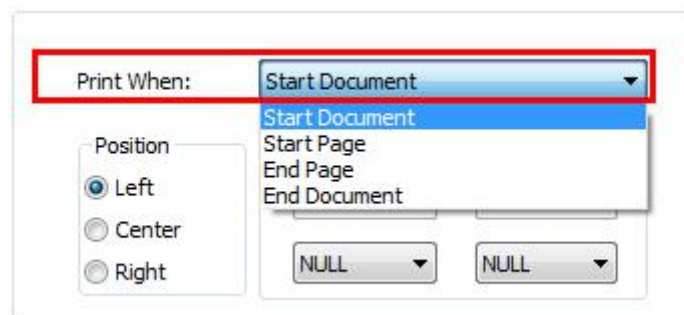 Print When: Start Document
Start Document
Start Page
End Page
End Document
Position
Left
Center
Right
NULL NULL